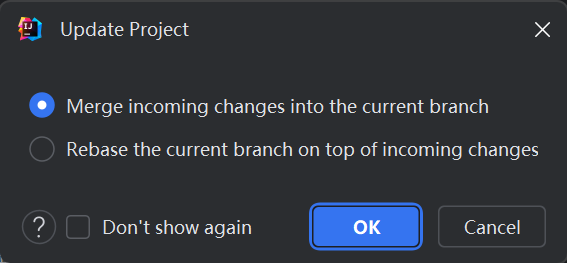 Update Project
Merge incoming changes into the current branch
Rebase the current branch on top of incoming changes
? Don't show again OK Cancel